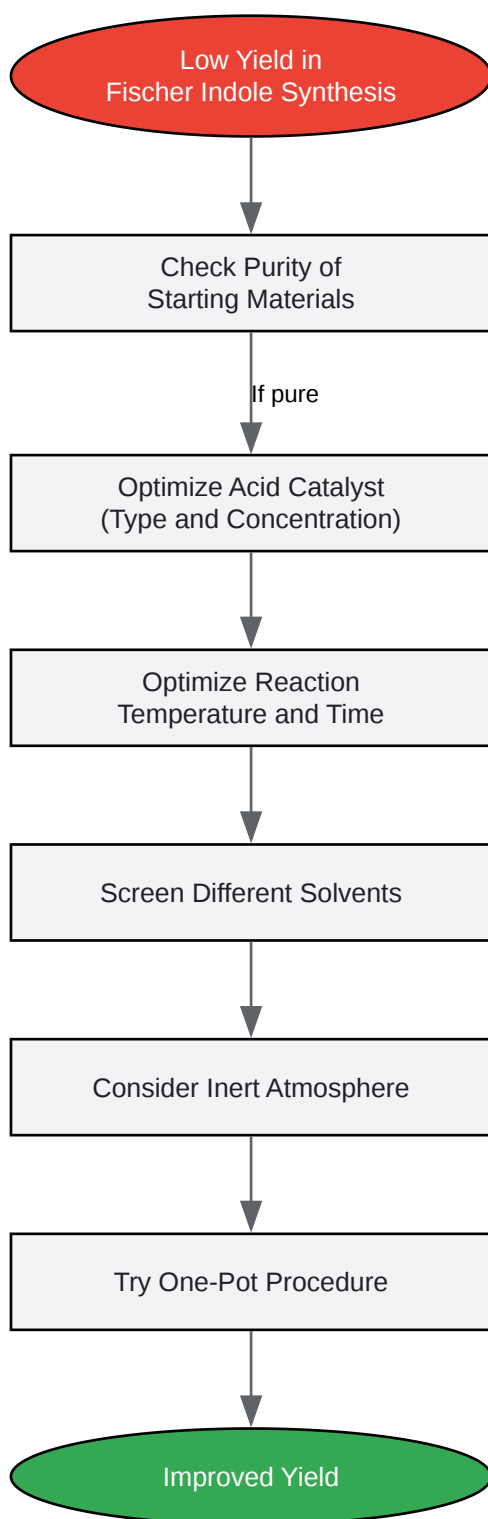 Low Yield in
Fischer Indole Synthesis
Check Purity of
Starting Materials
If pure
Optimize Acid Catalyst
(Type and Concentration)
Optimize Reaction
Temperature and Time
Screen Different Solvents
Consider Inert Atmosphere
Try One-Pot Procedure
Improved Yield